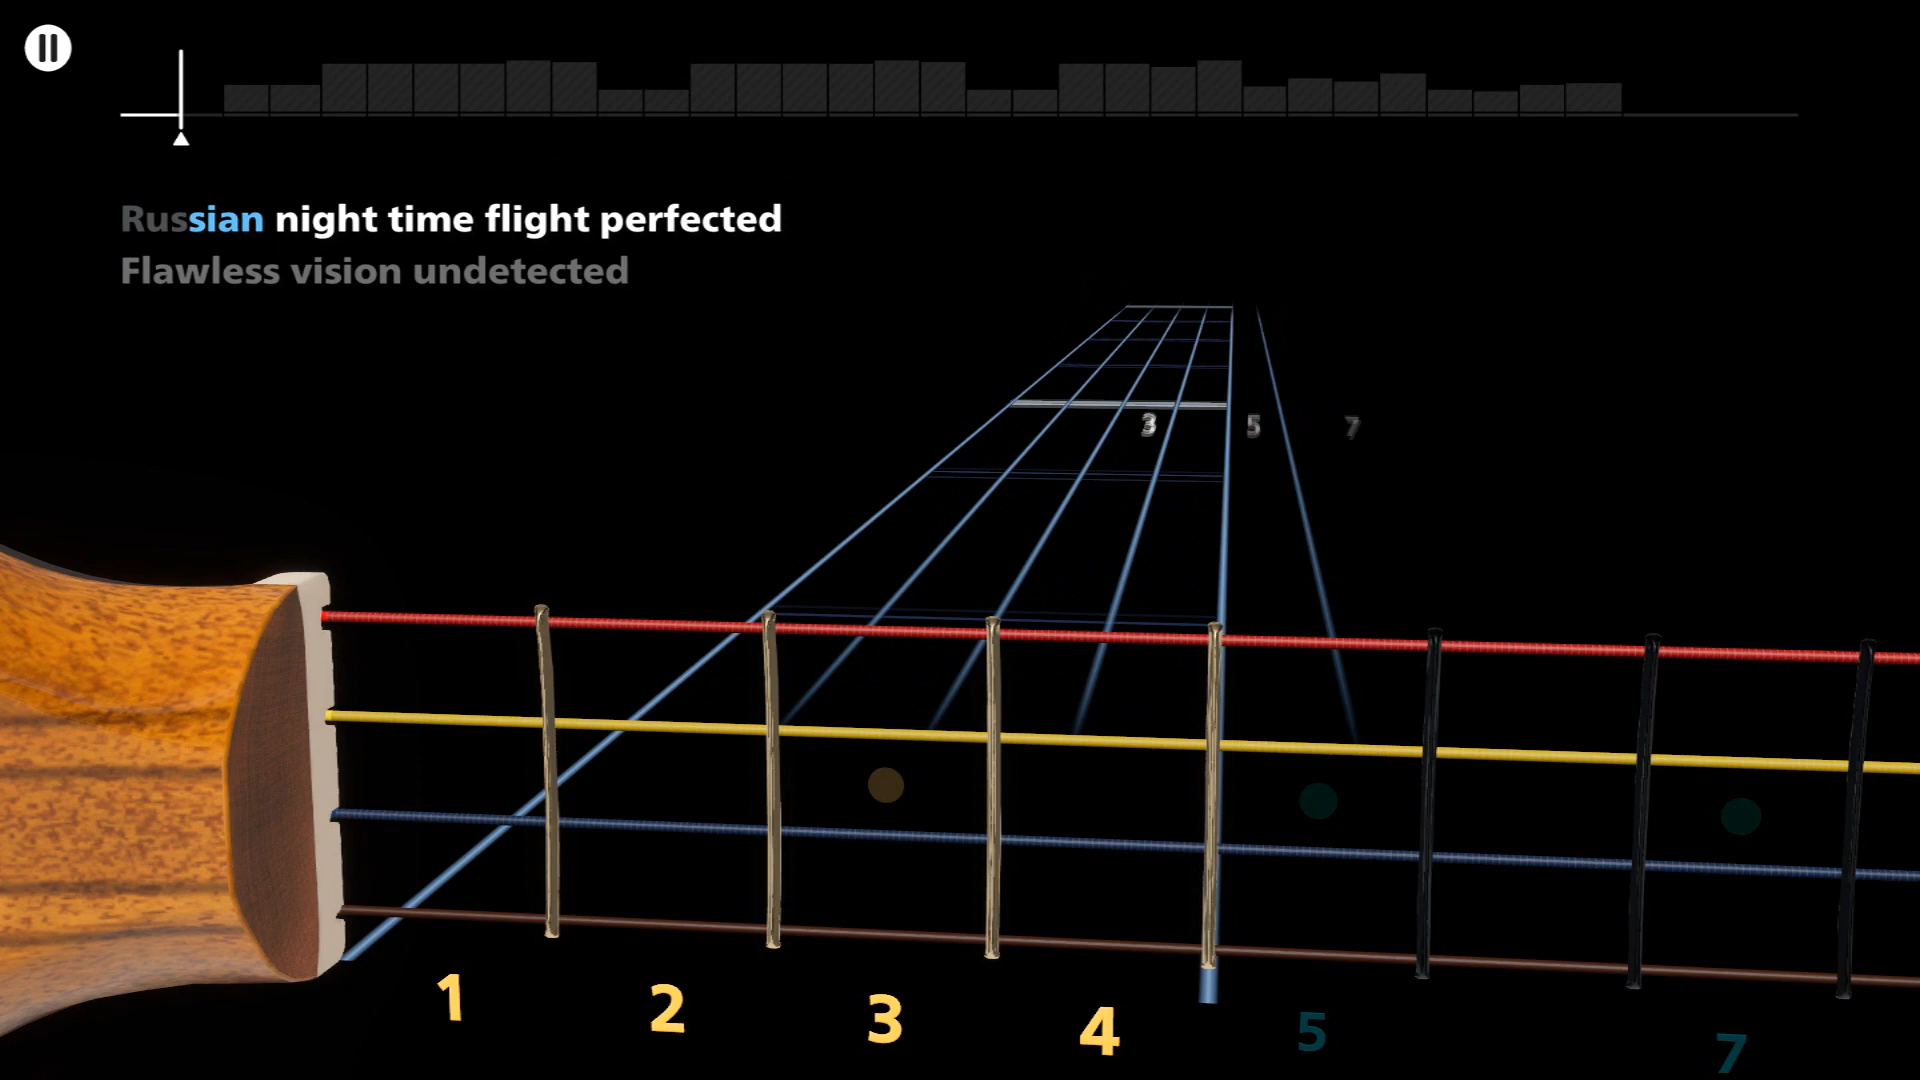 Russian night time flight perfected
Flawless vision undetected
3 5 7
1 2 3 4 5 7